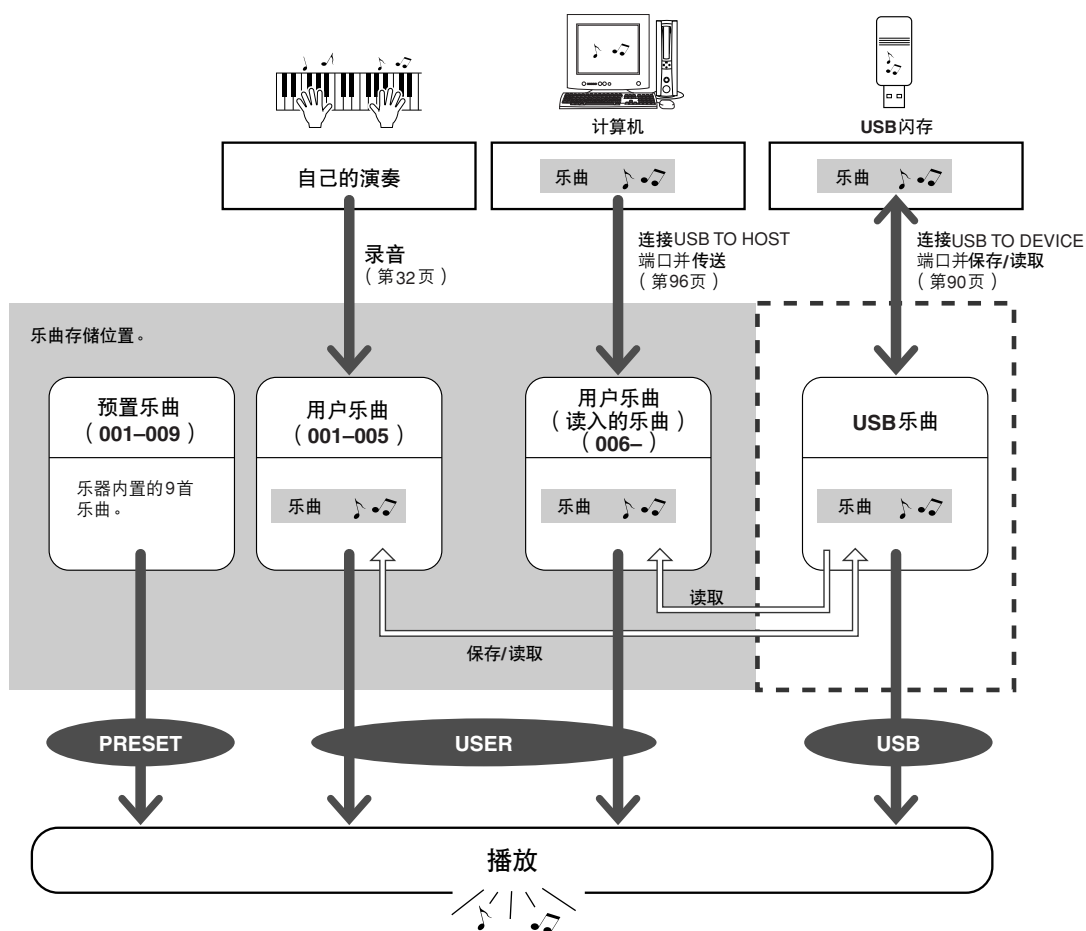 计算机
USB闪存
自己的演奏
乐曲
乐曲
录音
（第32页）
连接USB TO HOST
端口并传送
（第96页）
连接USB TO DEVICE
端口并保存/读取
（第90页）
乐曲存储位置。
预置乐曲
（001–009）
乐器内置的9首
乐曲。
用户乐曲
（001–005）
乐曲
用户乐曲
（读入的乐曲）
（006–）
乐曲
USB乐曲
乐曲
读取
保存/读取
PRESET
USER
USB
播放